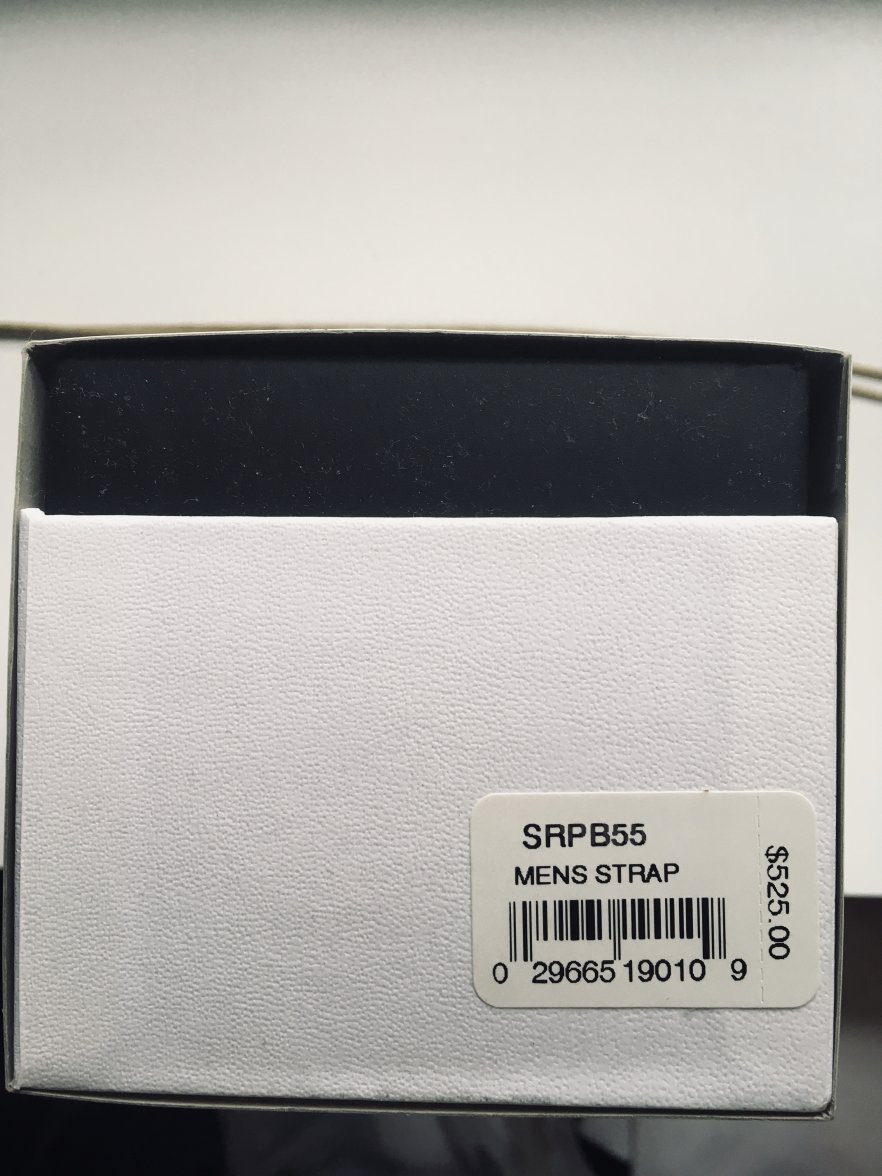 SRPB55
MENS STRAP
0 29665 19010 9
$525.00